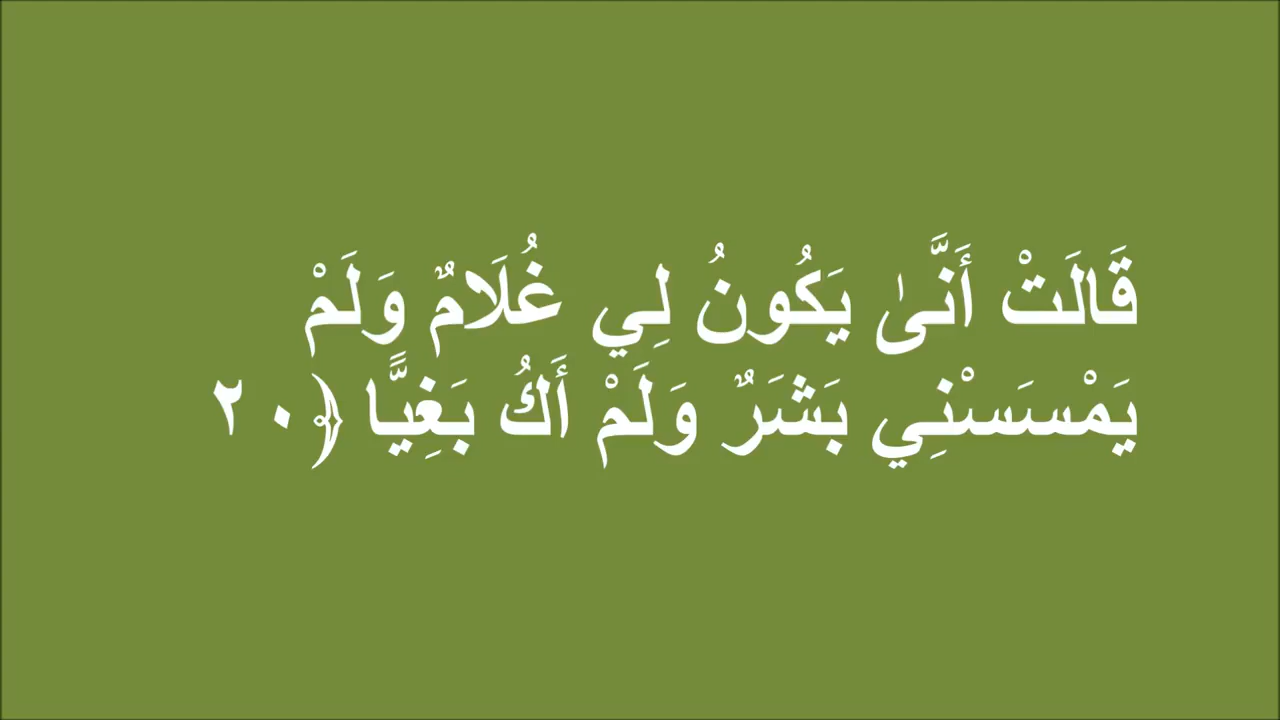 قَالَتْ أَنَّىٰ يَكُونُ لِي غُلَامٌ وَلَمْ
يَمْسَسْنِي بَشَرٌ وَلَمْ أَكُ بَغِيًّا ﴿٢٠